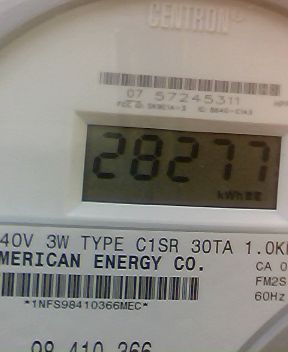 CENTRON®
07 57245311
28277
kWh
40V 3W TYPE C1SR 30TA 1.0K
MERICAN ENERGY CO.
CA 0
FM2S
*1NFS98410366MEC*
60Hz
98 410 366